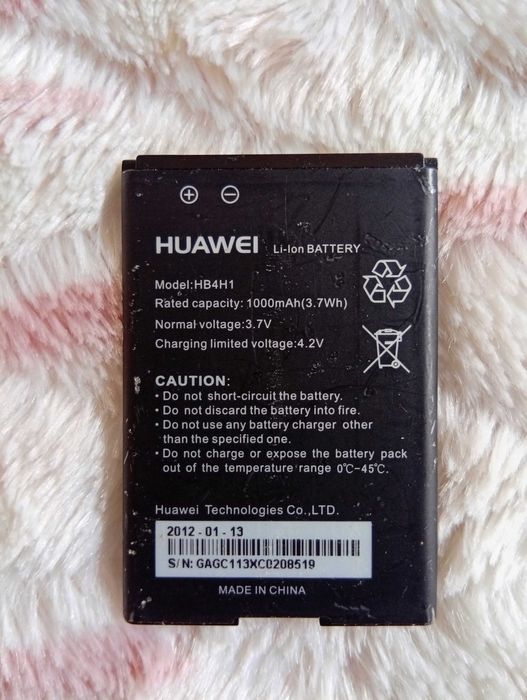 ⊕ ⊖
HUAWEI Li-Ion BATTERY
Model:HB4H1
Rated capacity: 1000mAh(3.7Wh)
Normal voltage:3.7V
Charging limited voltage:4.2V
CAUTION:
• Do not short-circuit the battery.
• Do not discard the battery into fire.
• Do not use any battery charger other
than the specified one.
• Do not charge or expose the battery pack
out of the temperature range 0℃-45℃.
Huawei Technologies Co.,LTD.
2012-01-13
S/N: GAGC113XC0208519
MADE IN CHINA